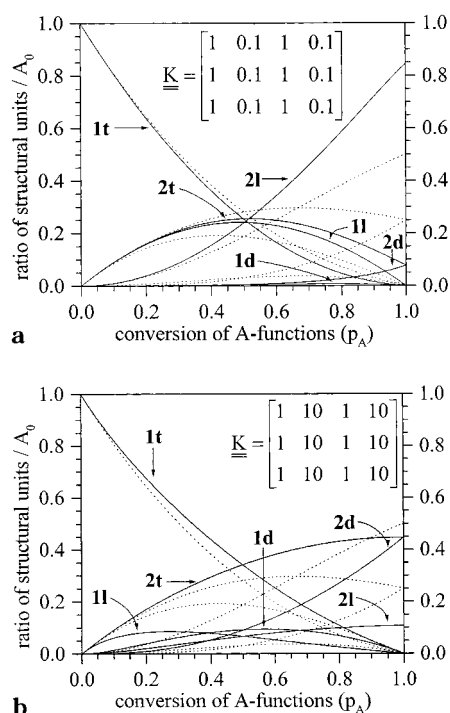 1.0 1.0
0.8 0.8
0.6 0.6
0.4 0.4
0.2 0.2
0.0 0.0
0.0 0.2 0.4 0.6 0.8 1.0
ratio of structural units / A₀
K = [1 0.1 1 0.1
1 0.1 1 0.1
1 0.1 1 0.1]
1t
2t
2l
1l
2d
1d
conversion of A-functions (p_A)
a
1.0 1.0
0.8 0.8
0.6 0.6
0.4 0.4
0.2 0.2
0.0 0.0
0.0 0.2 0.4 0.6 0.8 1.0
ratio of structural units / A₀
K = [1 10 1 10
1 10 1 10
1 10 1 10]
1t
2d
1d
2t
1l
2l
conversion of A-functions (p_A)
b